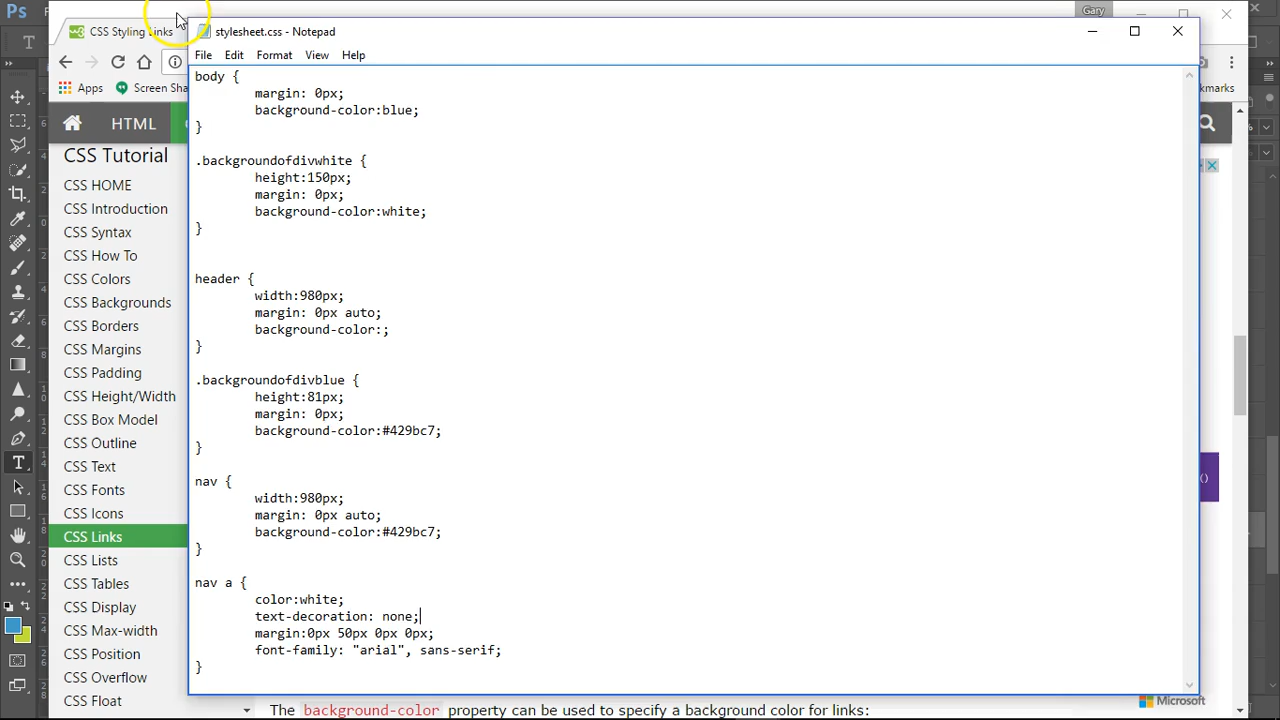 Ps
Gary
CSS Styling Links
stylesheet.css - Notepad
File Edit Format View Help
Apps
Screen Sha
kmarks
HTML
CSS Tutorial
CSS HOME
CSS Introduction
CSS Syntax
CSS How To
CSS Colors
CSS Backgrounds
CSS Borders
CSS Margins
CSS Padding
CSS Height/Width
CSS Box Model
CSS Outline
CSS Text
CSS Fonts
CSS Icons
CSS Links
CSS Lists
CSS Tables
CSS Display
CSS Max-width
CSS Position
CSS Overflow
CSS Float
body {
margin: 0px;
background-color:blue;
}
.backgroundofdivwhite {
height:150px;
margin: 0px;
background-color:white;
}
header {
width:980px;
margin: 0px auto;
background-color:;
}
.backgroundofdivblue {
height:81px;
margin: 0px;
background-color:#429bc7;
}
nav {
width:980px;
margin: 0px auto;
background-color:#429bc7;
}
nav a {
color:white;
text-decoration: none;
margin:0px 50px 0px 0px;
font-family: "arial", sans-serif;
}
()
Microsoft
The background-color property can be used to specify a background color for links: